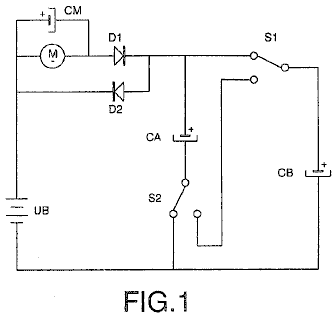 + CM
M
D1
S1
D2
+
CA
+
S2
CB
UB
FIG.1